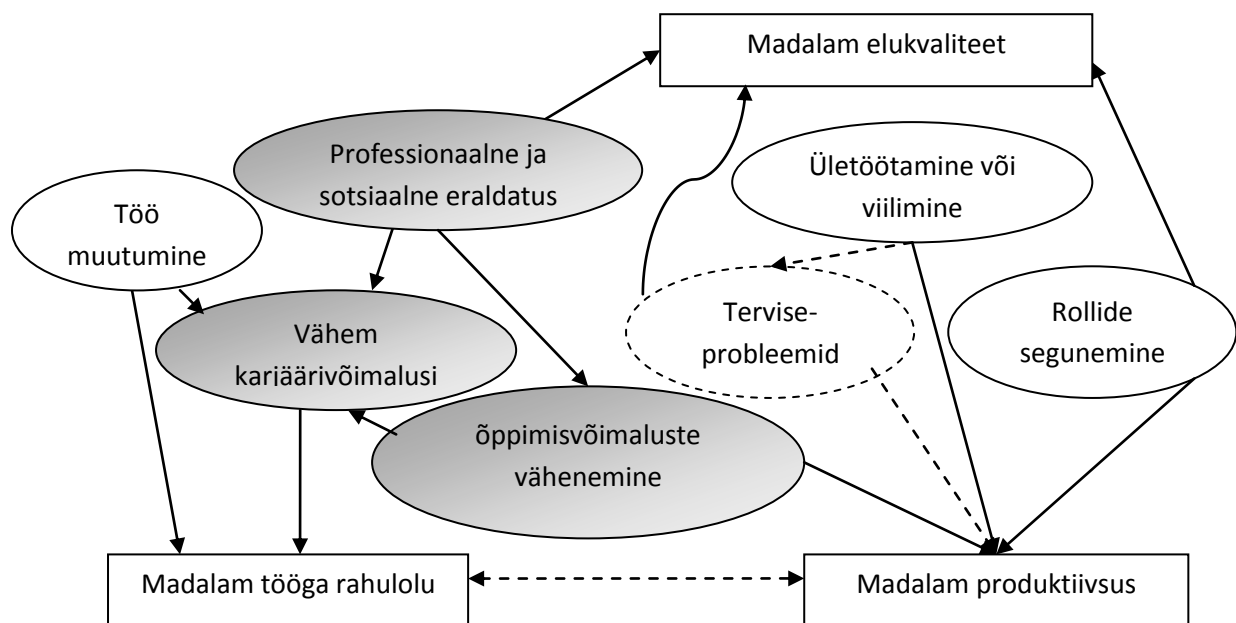 Madalam elukvaliteet
Professionaalne ja
sotsiaalne eraldatus
Ületöötamine või
viilimine
Töö
muutumine
Tervise-
probleemid
Rollide
segunemine
Vähem
karjäärivõimalusi
õppimisvõimaluste
vähenemine
Madalam tööga rahulolu
Madalam produktiivsus